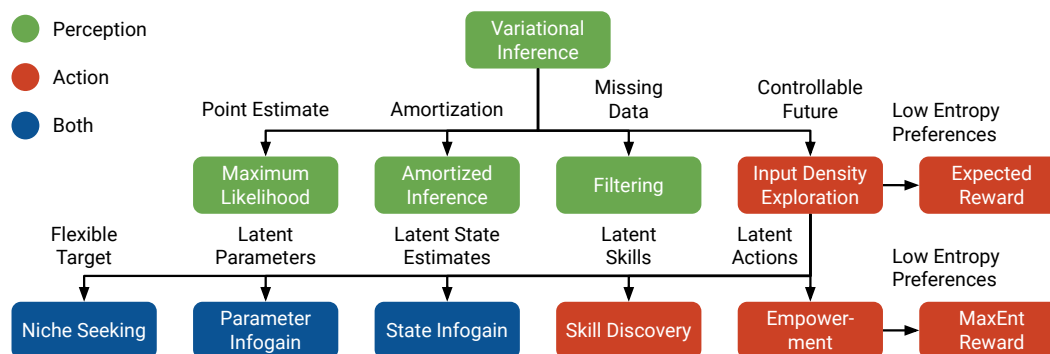 Perception
Action
Both
Variational
Inference
Point Estimate
Amortization
Missing
Data
Controllable
Future
Low Entropy
Preferences
Maximum
Likelihood
Amortized
Inference
Filtering
Input Density
Exploration
Expected
Reward
Flexible
Target
Latent
Parameters
Latent State
Estimates
Latent
Skills
Latent
Actions
Low Entropy
Preferences
Niche Seeking
Parameter
Infogain
State Infogain
Skill Discovery
Empower-
ment
MaxEnt
Reward